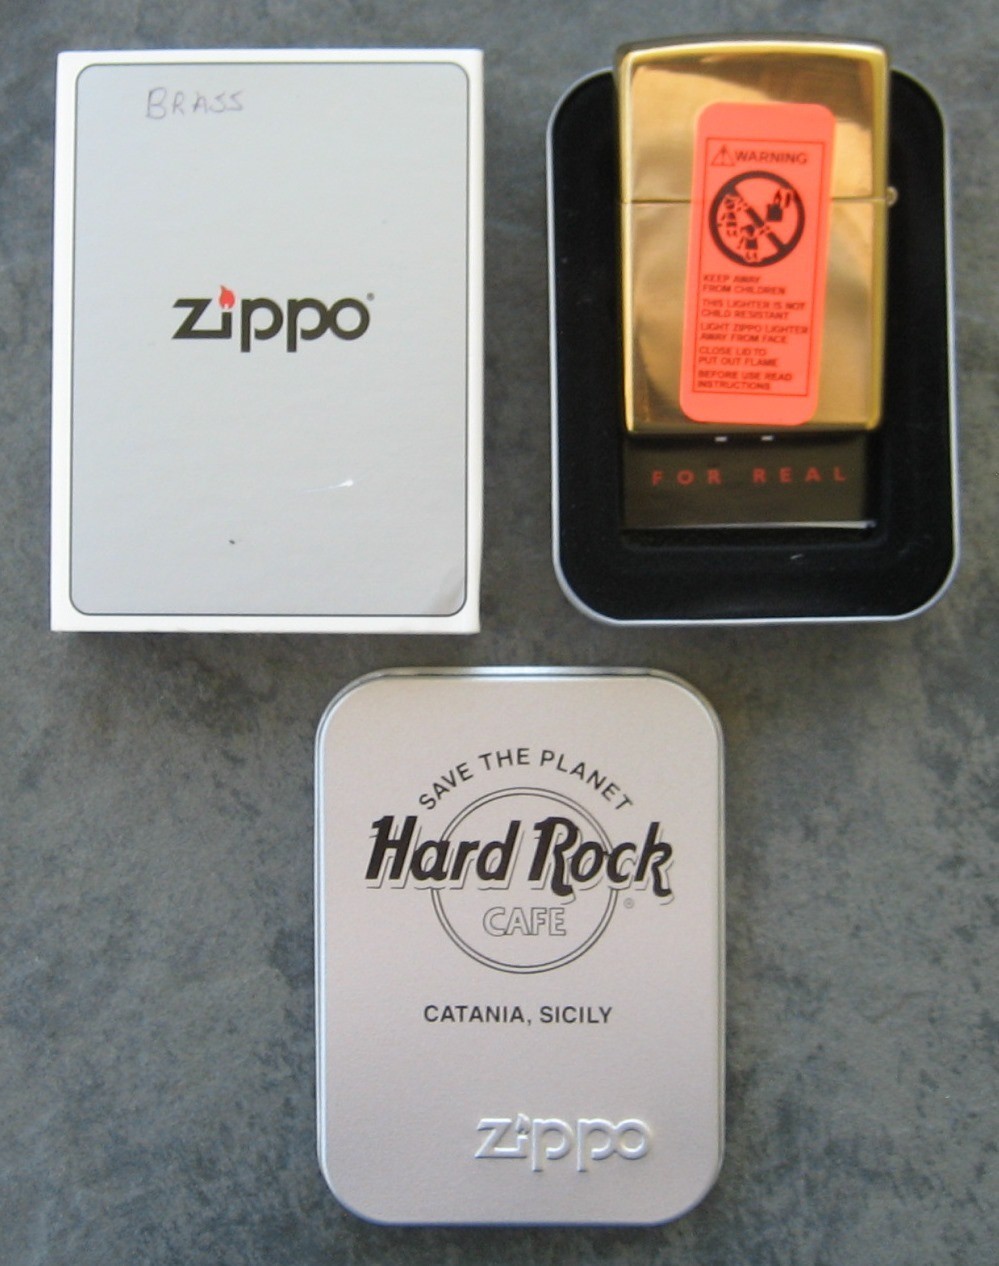 BRASS
zippo®
⚠WARNING
KEEP AWAY
FROM CHILDREN
THIS LIGHTER IS NOT
CHILD RESISTANT
LIGHT ZIPPO LIGHTER
AWAY FROM FACE
CLOSE LID TO
PUT OUT FLAME
BEFORE USE READ
INSTRUCTIONS
FOR REAL
SAVE THE PLANET
Hard Rock
®
CAFE
CATANIA, SICILY
zippo